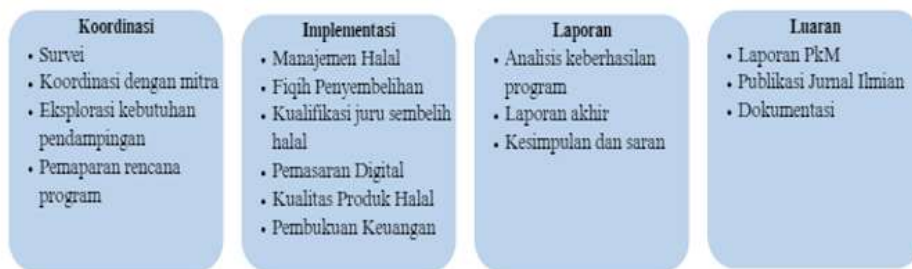 Koordinasi
• Survei
• Koordinasi dengan mitra
• Eksplorasi kebutuhan
pendampingan
• Pemaparan rencana
program
Implementasi
• Manajemen Halal
• Fiqih Penyembelihan
• Kualifikasi juru sembelih
halal
• Pemasaran Digital
• Kualitas Produk Halal
• Pembukuan Keuangan
Laporan
• Analisis keberhasilan
program
• Laporan akhir
• Kesimpulan dan saran
Luaran
• Laporan PkM
• Publikasi Jurnal Ilmian
• Dokumentasi